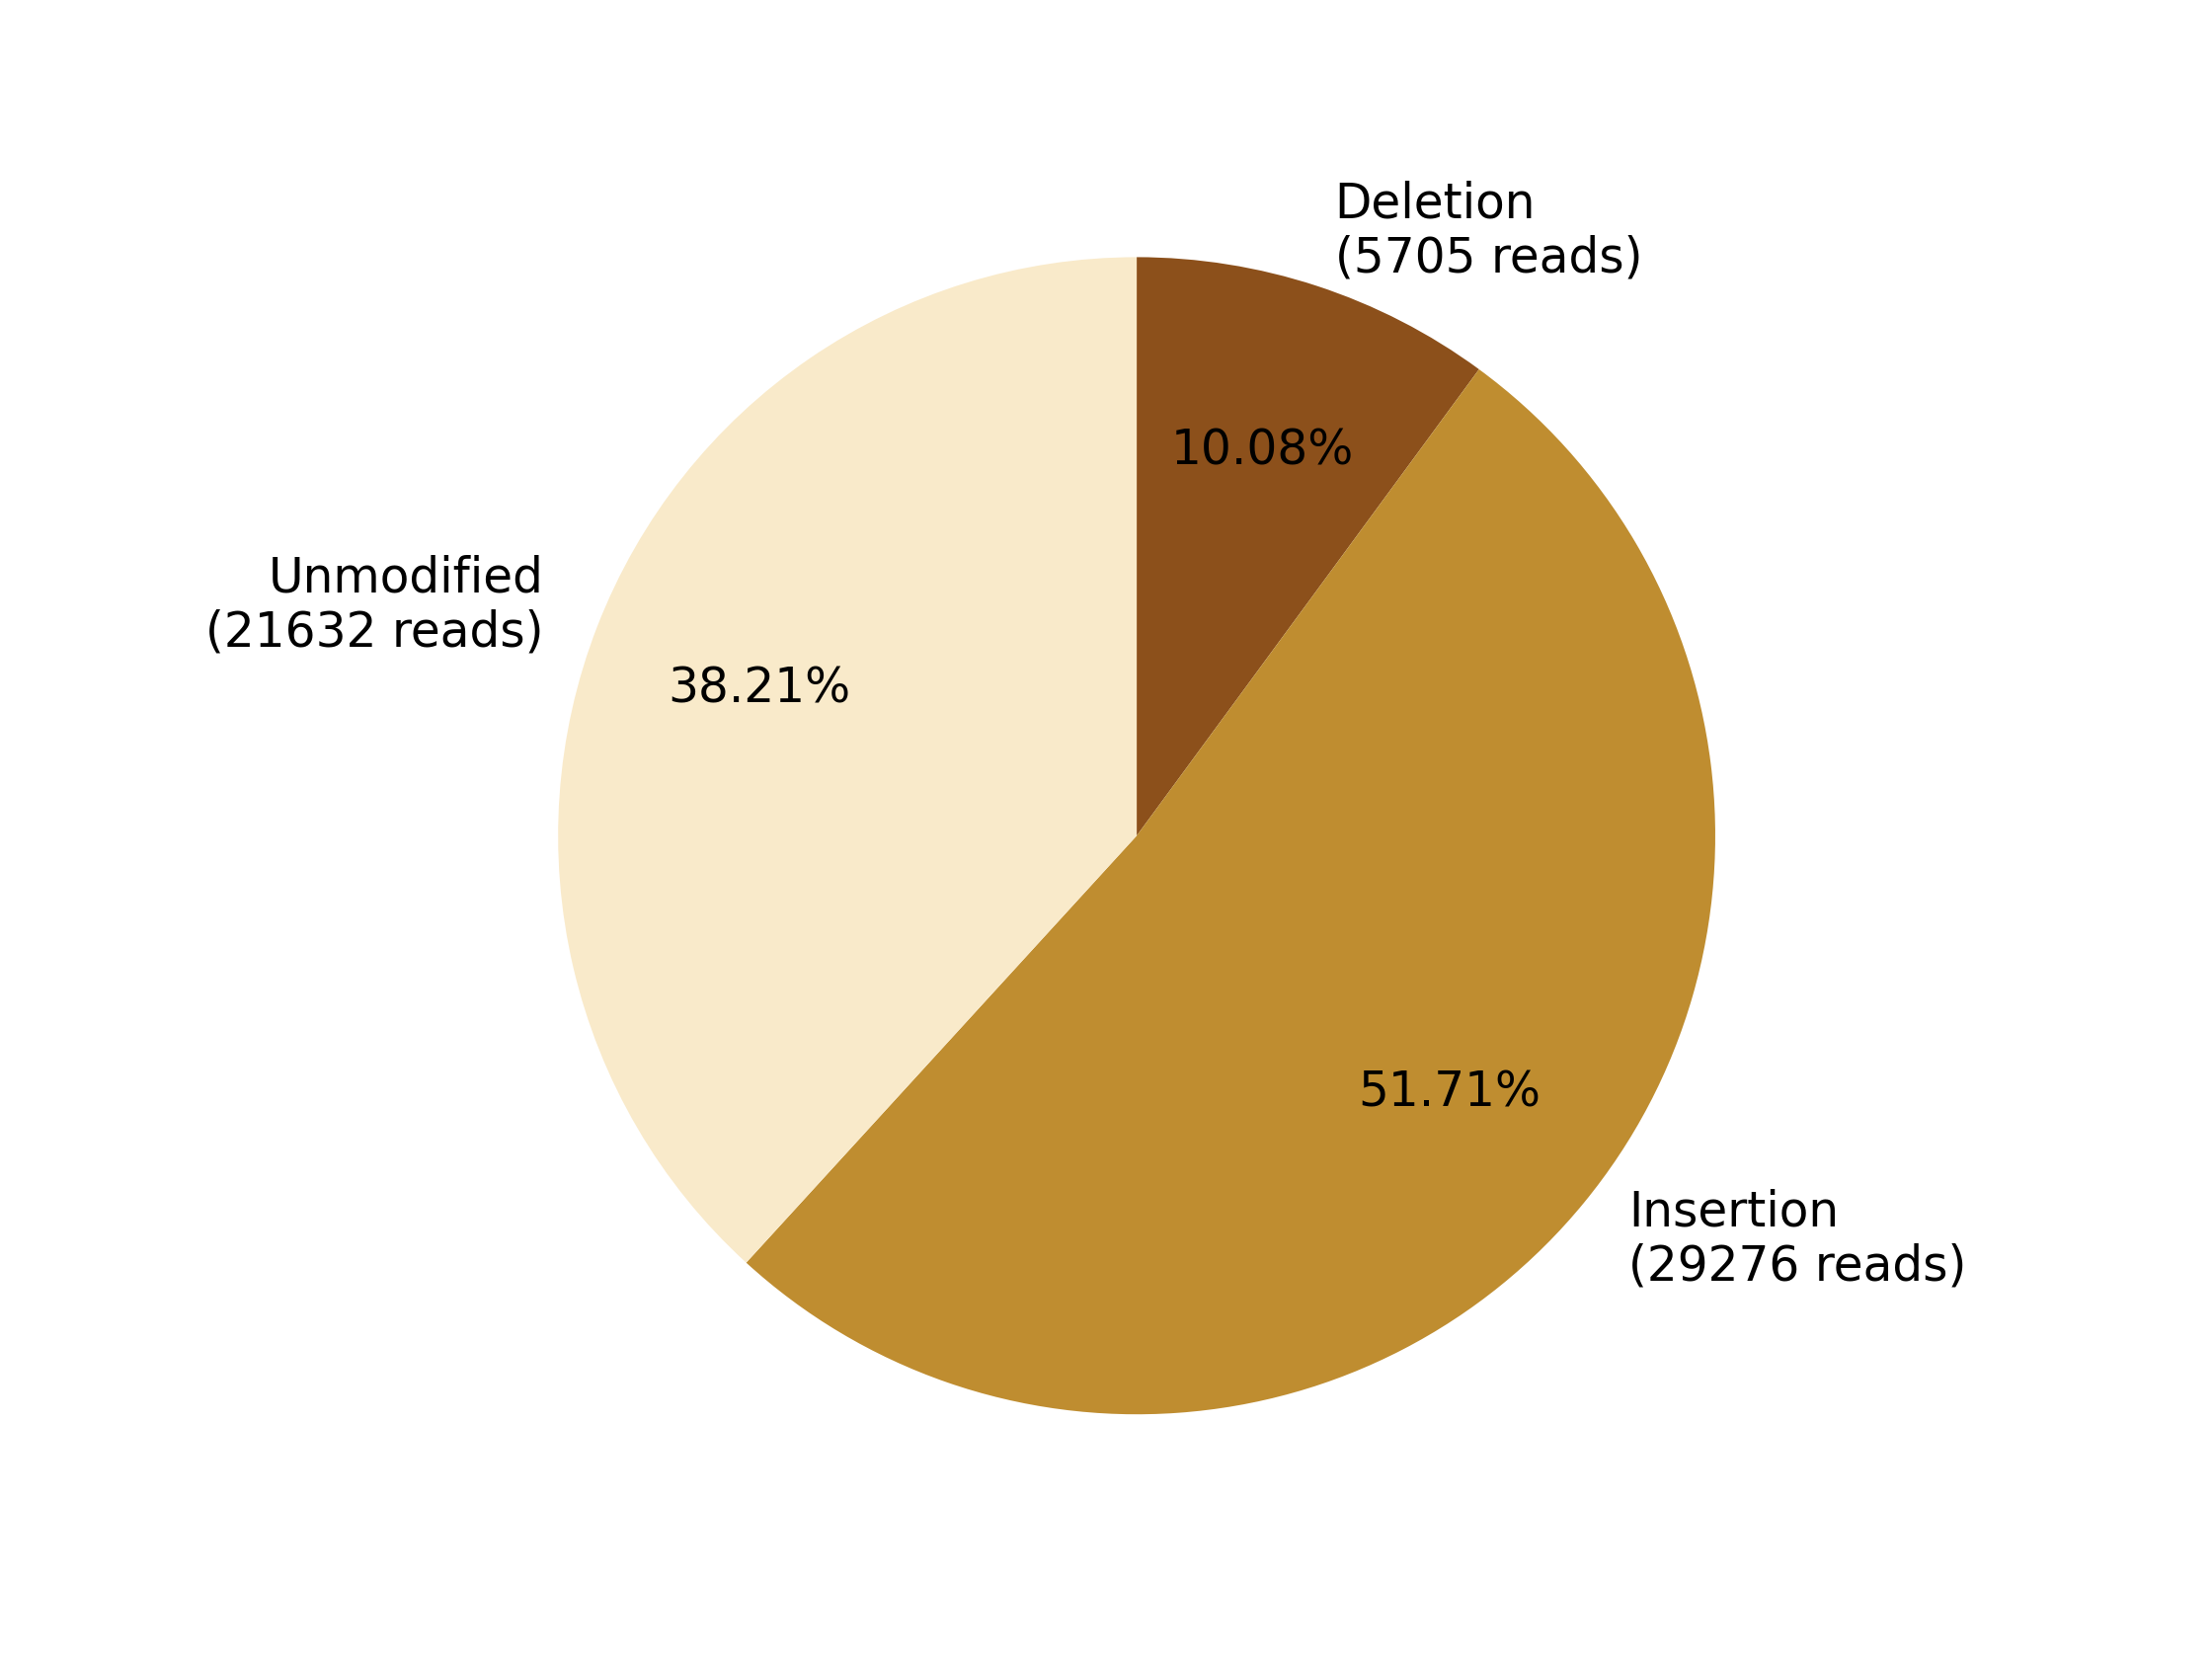 Deletion
(5705 reads)
10.08%
Unmodified
(21632 reads)
38.21%
51.71%
Insertion
(29276 reads)